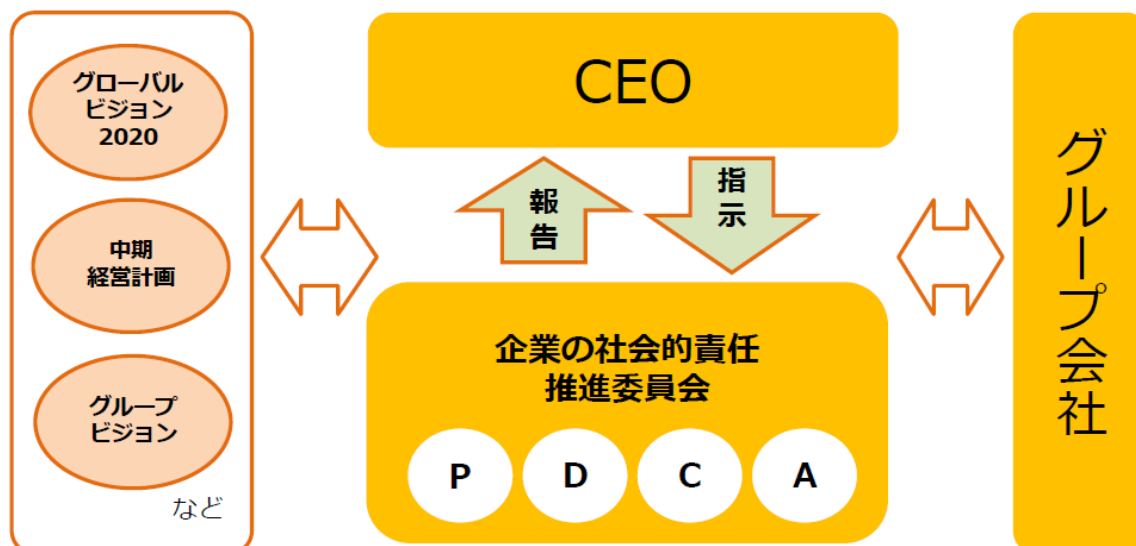 グローバル
ビジョン
2020
中期
経営計画
グループ
ビジョン
など
CEO
報告
指示
企業の社会的責任
推進委員会
P
D
C
A
グループ会社